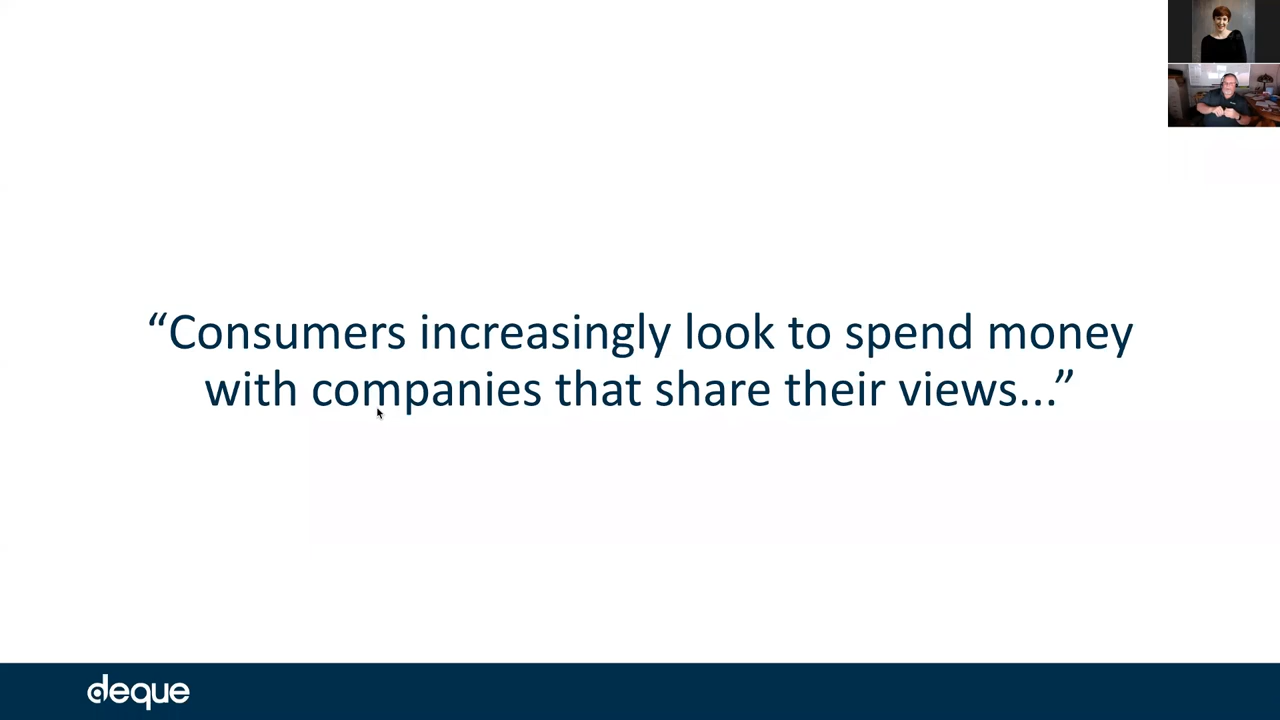 “Consumers increasingly look to spend money
with companies that share their views...”
deque